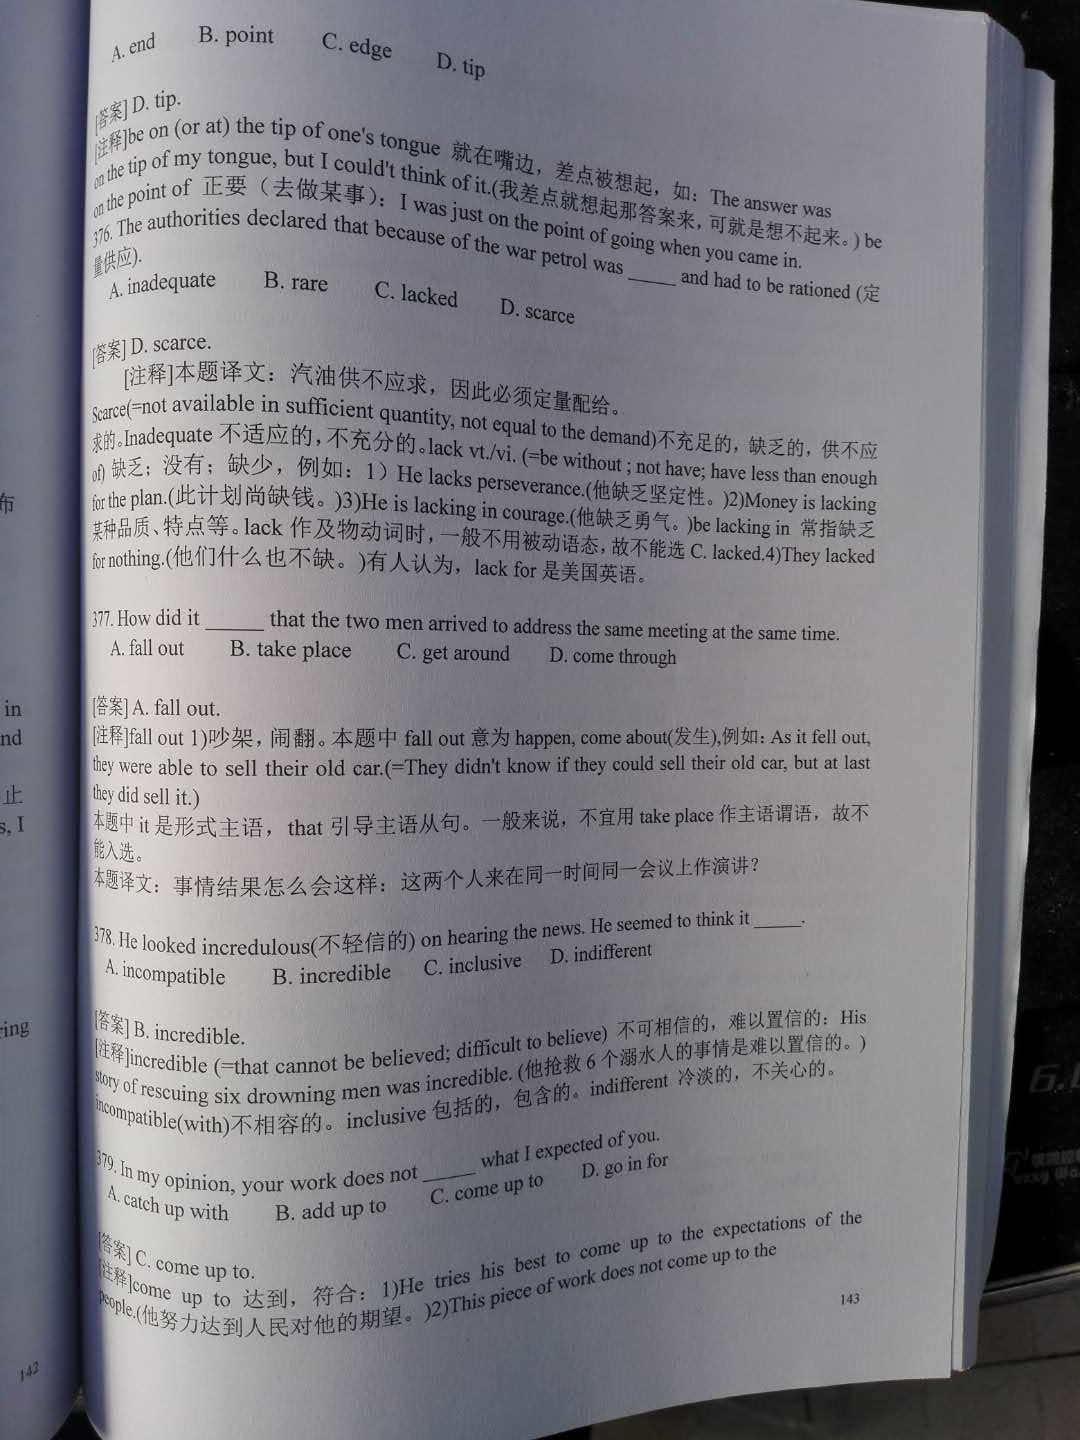 A. end B. point C. edge D. tip
[答案] D. tip.
[注释]be on (or at) the tip of one's tongue 就在嘴边，差点被想起，如：The answer was
on the tip of my tongue, but I could't think of it.(我差点就想起那答案来，可就是想不起来。) be
on the point of 正要（去做某事）：I was just on the point of going when you came in.
376. The authorities declared that because of the war petrol was _____ and had to be rationed (定
量供应).
A. inadequate B. rare C. lacked D. scarce
[答案] D. scarce.
[注释]本题译文：汽油供不应求，因此必须定量配给。
Scarce(=not available in sufficient quantity, not equal to the demand)不充足的，缺乏的，供不应
求的。Inadequate 不适应的，不充分的。lack vt./vi. (=be without ; not have; have less than enough
of) 缺乏；没有；缺少，例如：1）He lacks perseverance.(他缺乏坚定性。)2)Money is lacking
for the plan.(此计划尚缺钱。)3)He is lacking in courage.(他缺乏勇气。)be lacking in 常指缺乏
某种品质、特点等。lack 作及物动词时，一般不用被动语态，故不能选 C. lacked.4)They lacked
for nothing.(他们什么也不缺。)有人认为，lack for 是美国英语。
377. How did it ______ that the two men arrived to address the same meeting at the same time.
A. fall out B. take place C. get around D. come through
[答案] A. fall out.
[注释]fall out 1)吵架，闹翻。本题中 fall out 意为 happen, come about(发生),例如：As it fell out,
they were able to sell their old car.(=They didn't know if they could sell their old car, but at last
they did sell it.)
本题中 it 是形式主语，that 引导主语从句。一般来说，不宜用 take place 作主语谓语，故不
能入选。
本题译文：事情结果怎么会这样：这两个人来在同一时间同一会议上作演讲？
378. He looked incredulous(不轻信的) on hearing the news. He seemed to think it _____.
A. incompatible B. incredible C. inclusive D. indifferent
[答案] B. incredible.
[注释]incredible (=that cannot be believed; difficult to believe) 不可相信的，难以置信的：His
story of rescuing six drowning men was incredible. (他抢救 6 个溺水人的事情是难以置信的。)
incompatible(with)不相容的。inclusive 包括的，包含的。indifferent 冷淡的，不关心的。
379. In my opinion, your work does not _____ what I expected of you.
A. catch up with B. add up to C. come up to D. go in for
[答案] C. come up to.
[注释]come up to 达到，符合：1)He tries his best to come up to the expectations of the
people.(他努力达到人民对他的期望。)2)This piece of work does not come up to the
143
布
in
nd
止
s, I
ring
142